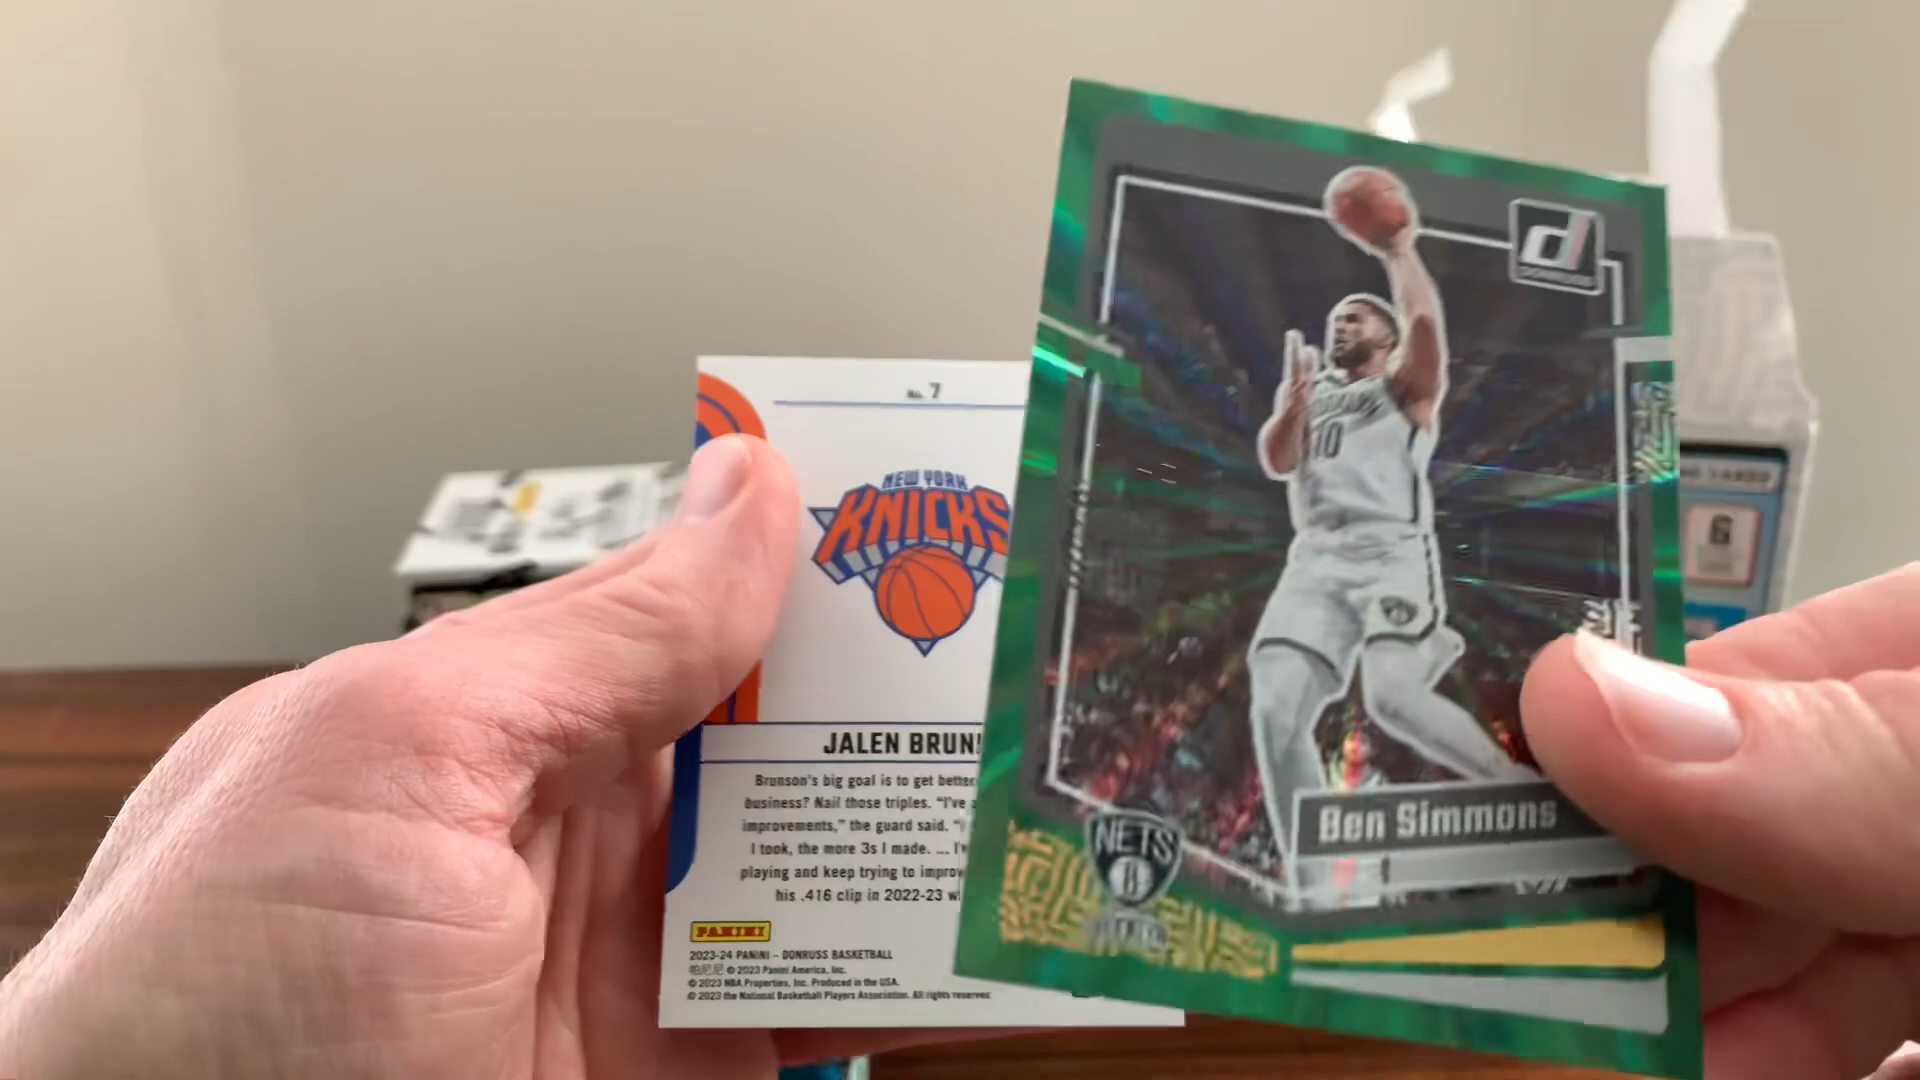 No. 7
NEW YORK
KNICKS
JALEN BRUN
Brunson's big goal is to get better
business? Nail those triples. "I've a
improvements," the guard said. "I
I took, the more 3s I made. ... I'v
playing and keep trying to improv
his .416 clip in 2022-23 w
PANINI
2023-24 PANINI – DONRUSS BASKETBALL
帕尼尼 © 2023 Panini America, Inc.
© 2023 NBA Properties, Inc. Produced in the USA.
© 2023 the National Basketball Players Association. All rights reserved.
d
DONRUSS
10
Ben Simmons
NETS
B